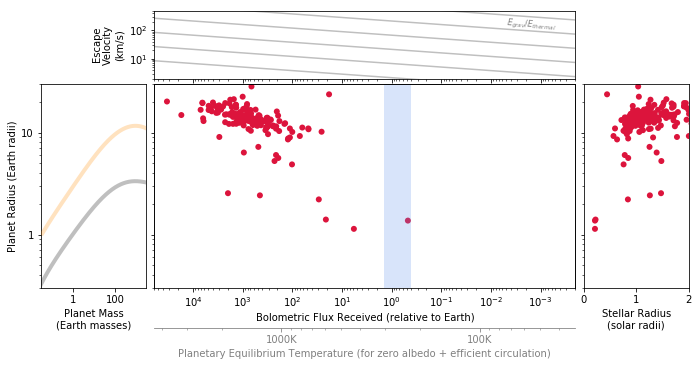 Escape
Velocity
(km/s)
10²
10¹
E_grav/E_thermal
Planet Radius (Earth radii)
10
1
1 100
Planet Mass
(Earth masses)
10⁴ 10³ 10² 10¹ 10⁰ 10⁻¹ 10⁻² 10⁻³
Bolometric Flux Received (relative to Earth)
1000K 100K
Planetary Equilibrium Temperature (for zero albedo + efficient circulation)
0 1 2
Stellar Radius
(solar radii)